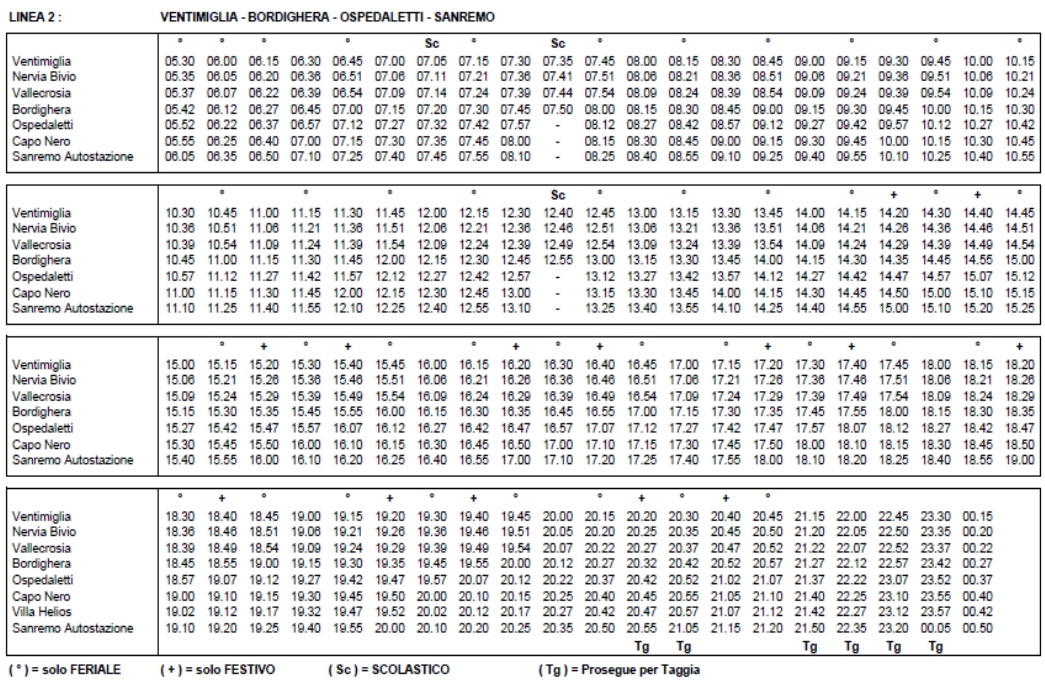 LINEA 2 : VENTIMIGLIA - BORDIGHERA - OSPEDALETTI - SANREMO
° ° ° ° Sc ° Sc ° ° ° ° ° °
Ventimiglia 05.30 06.00 06.15 06.30 06.45 07.00 07.05 07.15 07.30 07.35 07.45 08.00 08.15 08.30 08.45 09.00 09.15 09.30 09.45 10.00 10.15
Nervia Bivio 05.35 06.05 06.20 06.36 06.51 07.06 07.11 07.21 07.36 07.41 07.51 08.06 08.21 08.36 08.51 09.06 09.21 09.36 09.51 10.06 10.21
Vallecrosia 05.37 06.07 06.22 06.39 06.54 07.09 07.14 07.24 07.39 07.44 07.54 08.09 08.24 08.39 08.54 09.09 09.24 09.39 09.54 10.09 10.24
Bordighera 05.42 06.12 06.27 06.45 07.00 07.15 07.20 07.30 07.45 07.50 08.00 08.15 08.30 08.45 09.00 09.15 09.30 09.45 10.00 10.15 10.30
Ospedaletti 05.52 06.22 06.37 06.57 07.12 07.27 07.32 07.42 07.57 - 08.12 08.27 08.42 08.57 09.12 09.27 09.42 09.57 10.12 10.27 10.42
Capo Nero 05.55 06.25 06.40 07.00 07.15 07.30 07.35 07.45 08.00 - 08.15 08.30 08.45 09.00 09.15 09.30 09.45 10.00 10.15 10.30 10.45
Sanremo Autostazione 06.05 06.35 06.50 07.10 07.25 07.40 07.45 07.55 08.10 - 08.25 08.40 08.55 09.10 09.25 09.40 09.55 10.10 10.25 10.40 10.55
° ° ° ° Sc ° ° ° ° + ° + °
Ventimiglia 10.30 10.45 11.00 11.15 11.30 11.45 12.00 12.15 12.30 12.40 12.45 13.00 13.15 13.30 13.45 14.00 14.15 14.20 14.30 14.40 14.45
Nervia Bivio 10.36 10.51 11.06 11.21 11.36 11.51 12.06 12.21 12.36 12.46 12.51 13.06 13.21 13.36 13.51 14.06 14.21 14.26 14.36 14.46 14.51
Vallecrosia 10.39 10.54 11.09 11.24 11.39 11.54 12.09 12.24 12.39 12.49 12.54 13.09 13.24 13.39 13.54 14.09 14.24 14.29 14.39 14.49 14.54
Bordighera 10.45 11.00 11.15 11.30 11.45 12.00 12.15 12.30 12.45 12.55 13.00 13.15 13.30 13.45 14.00 14.15 14.30 14.35 14.45 14.55 15.00
Ospedaletti 10.57 11.12 11.27 11.42 11.57 12.12 12.27 12.42 12.57 - 13.12 13.27 13.42 13.57 14.12 14.27 14.42 14.47 14.57 15.07 15.12
Capo Nero 11.00 11.15 11.30 11.45 12.00 12.15 12.30 12.45 13.00 - 13.15 13.30 13.45 14.00 14.15 14.30 14.45 14.50 15.00 15.10 15.15
Sanremo Autostazione 11.10 11.25 11.40 11.55 12.10 12.25 12.40 12.55 13.10 - 13.25 13.40 13.55 14.10 14.25 14.40 14.55 15.00 15.10 15.20 15.25
° + ° + ° ° + ° + ° ° + ° + ° ° +
Ventimiglia 15.00 15.15 15.20 15.30 15.40 15.45 16.00 16.15 16.20 16.30 16.40 16.45 17.00 17.15 17.20 17.30 17.40 17.45 18.00 18.15 18.20
Nervia Bivio 15.06 15.21 15.26 15.36 15.46 15.51 16.06 16.21 16.26 16.36 16.46 16.51 17.06 17.21 17.26 17.36 17.46 17.51 18.06 18.21 18.26
Vallecrosia 15.09 15.24 15.29 15.39 15.49 15.54 16.09 16.24 16.29 16.39 16.49 16.54 17.09 17.24 17.29 17.39 17.49 17.54 18.09 18.24 18.29
Bordighera 15.15 15.30 15.35 15.45 15.55 16.00 16.15 16.30 16.35 16.45 16.55 17.00 17.15 17.30 17.35 17.45 17.55 18.00 18.15 18.30 18.35
Ospedaletti 15.27 15.42 15.47 15.57 16.07 16.12 16.27 16.42 16.47 16.57 17.07 17.12 17.27 17.42 17.47 17.57 18.07 18.12 18.27 18.42 18.47
Capo Nero 15.30 15.45 15.50 16.00 16.10 16.15 16.30 16.45 16.50 17.00 17.10 17.15 17.30 17.45 17.50 18.00 18.10 18.15 18.30 18.45 18.50
Sanremo Autostazione 15.40 15.55 16.00 16.10 16.20 16.25 16.40 16.55 17.00 17.10 17.20 17.25 17.40 17.55 18.00 18.10 18.20 18.25 18.40 18.55 19.00
° + ° ° + ° + ° ° + ° + °
Ventimiglia 18.30 18.40 18.45 19.00 19.15 19.20 19.30 19.40 19.45 20.00 20.15 20.20 20.30 20.40 20.45 21.15 22.00 22.45 23.30 00.15
Nervia Bivio 18.36 18.46 18.51 19.06 19.21 19.26 19.36 19.46 19.51 20.05 20.20 20.25 20.35 20.45 20.50 21.20 22.05 22.50 23.35 00.20
Vallecrosia 18.39 18.49 18.54 19.09 19.24 19.29 19.39 19.49 19.54 20.07 20.22 20.27 20.37 20.47 20.52 21.22 22.07 22.52 23.37 00.22
Bordighera 18.45 18.55 19.00 19.15 19.30 19.35 19.45 19.55 20.00 20.12 20.27 20.32 20.42 20.52 20.57 21.27 22.12 22.57 23.42 00.27
Ospedaletti 18.57 19.07 19.12 19.27 19.42 19.47 19.57 20.07 20.12 20.22 20.37 20.42 20.52 21.02 21.07 21.37 22.22 23.07 23.52 00.37
Capo Nero 19.00 19.10 19.15 19.30 19.45 19.50 20.00 20.10 20.15 20.25 20.40 20.45 20.55 21.05 21.10 21.40 22.25 23.10 23.55 00.40
Villa Helios 19.02 19.12 19.17 19.32 19.47 19.52 20.02 20.12 20.17 20.27 20.42 20.47 20.57 21.07 21.12 21.42 22.27 23.12 23.57 00.42
Sanremo Autostazione 19.10 19.20 19.25 19.40 19.55 20.00 20.10 20.20 20.25 20.35 20.50 20.55 21.05 21.15 21.20 21.50 22.35 23.20 00.05 00.50
Tg Tg Tg Tg Tg Tg
( ° ) = solo FERIALE ( + ) = solo FESTIVO ( Sc ) = SCOLASTICO ( Tg ) = Prosegue per Taggia